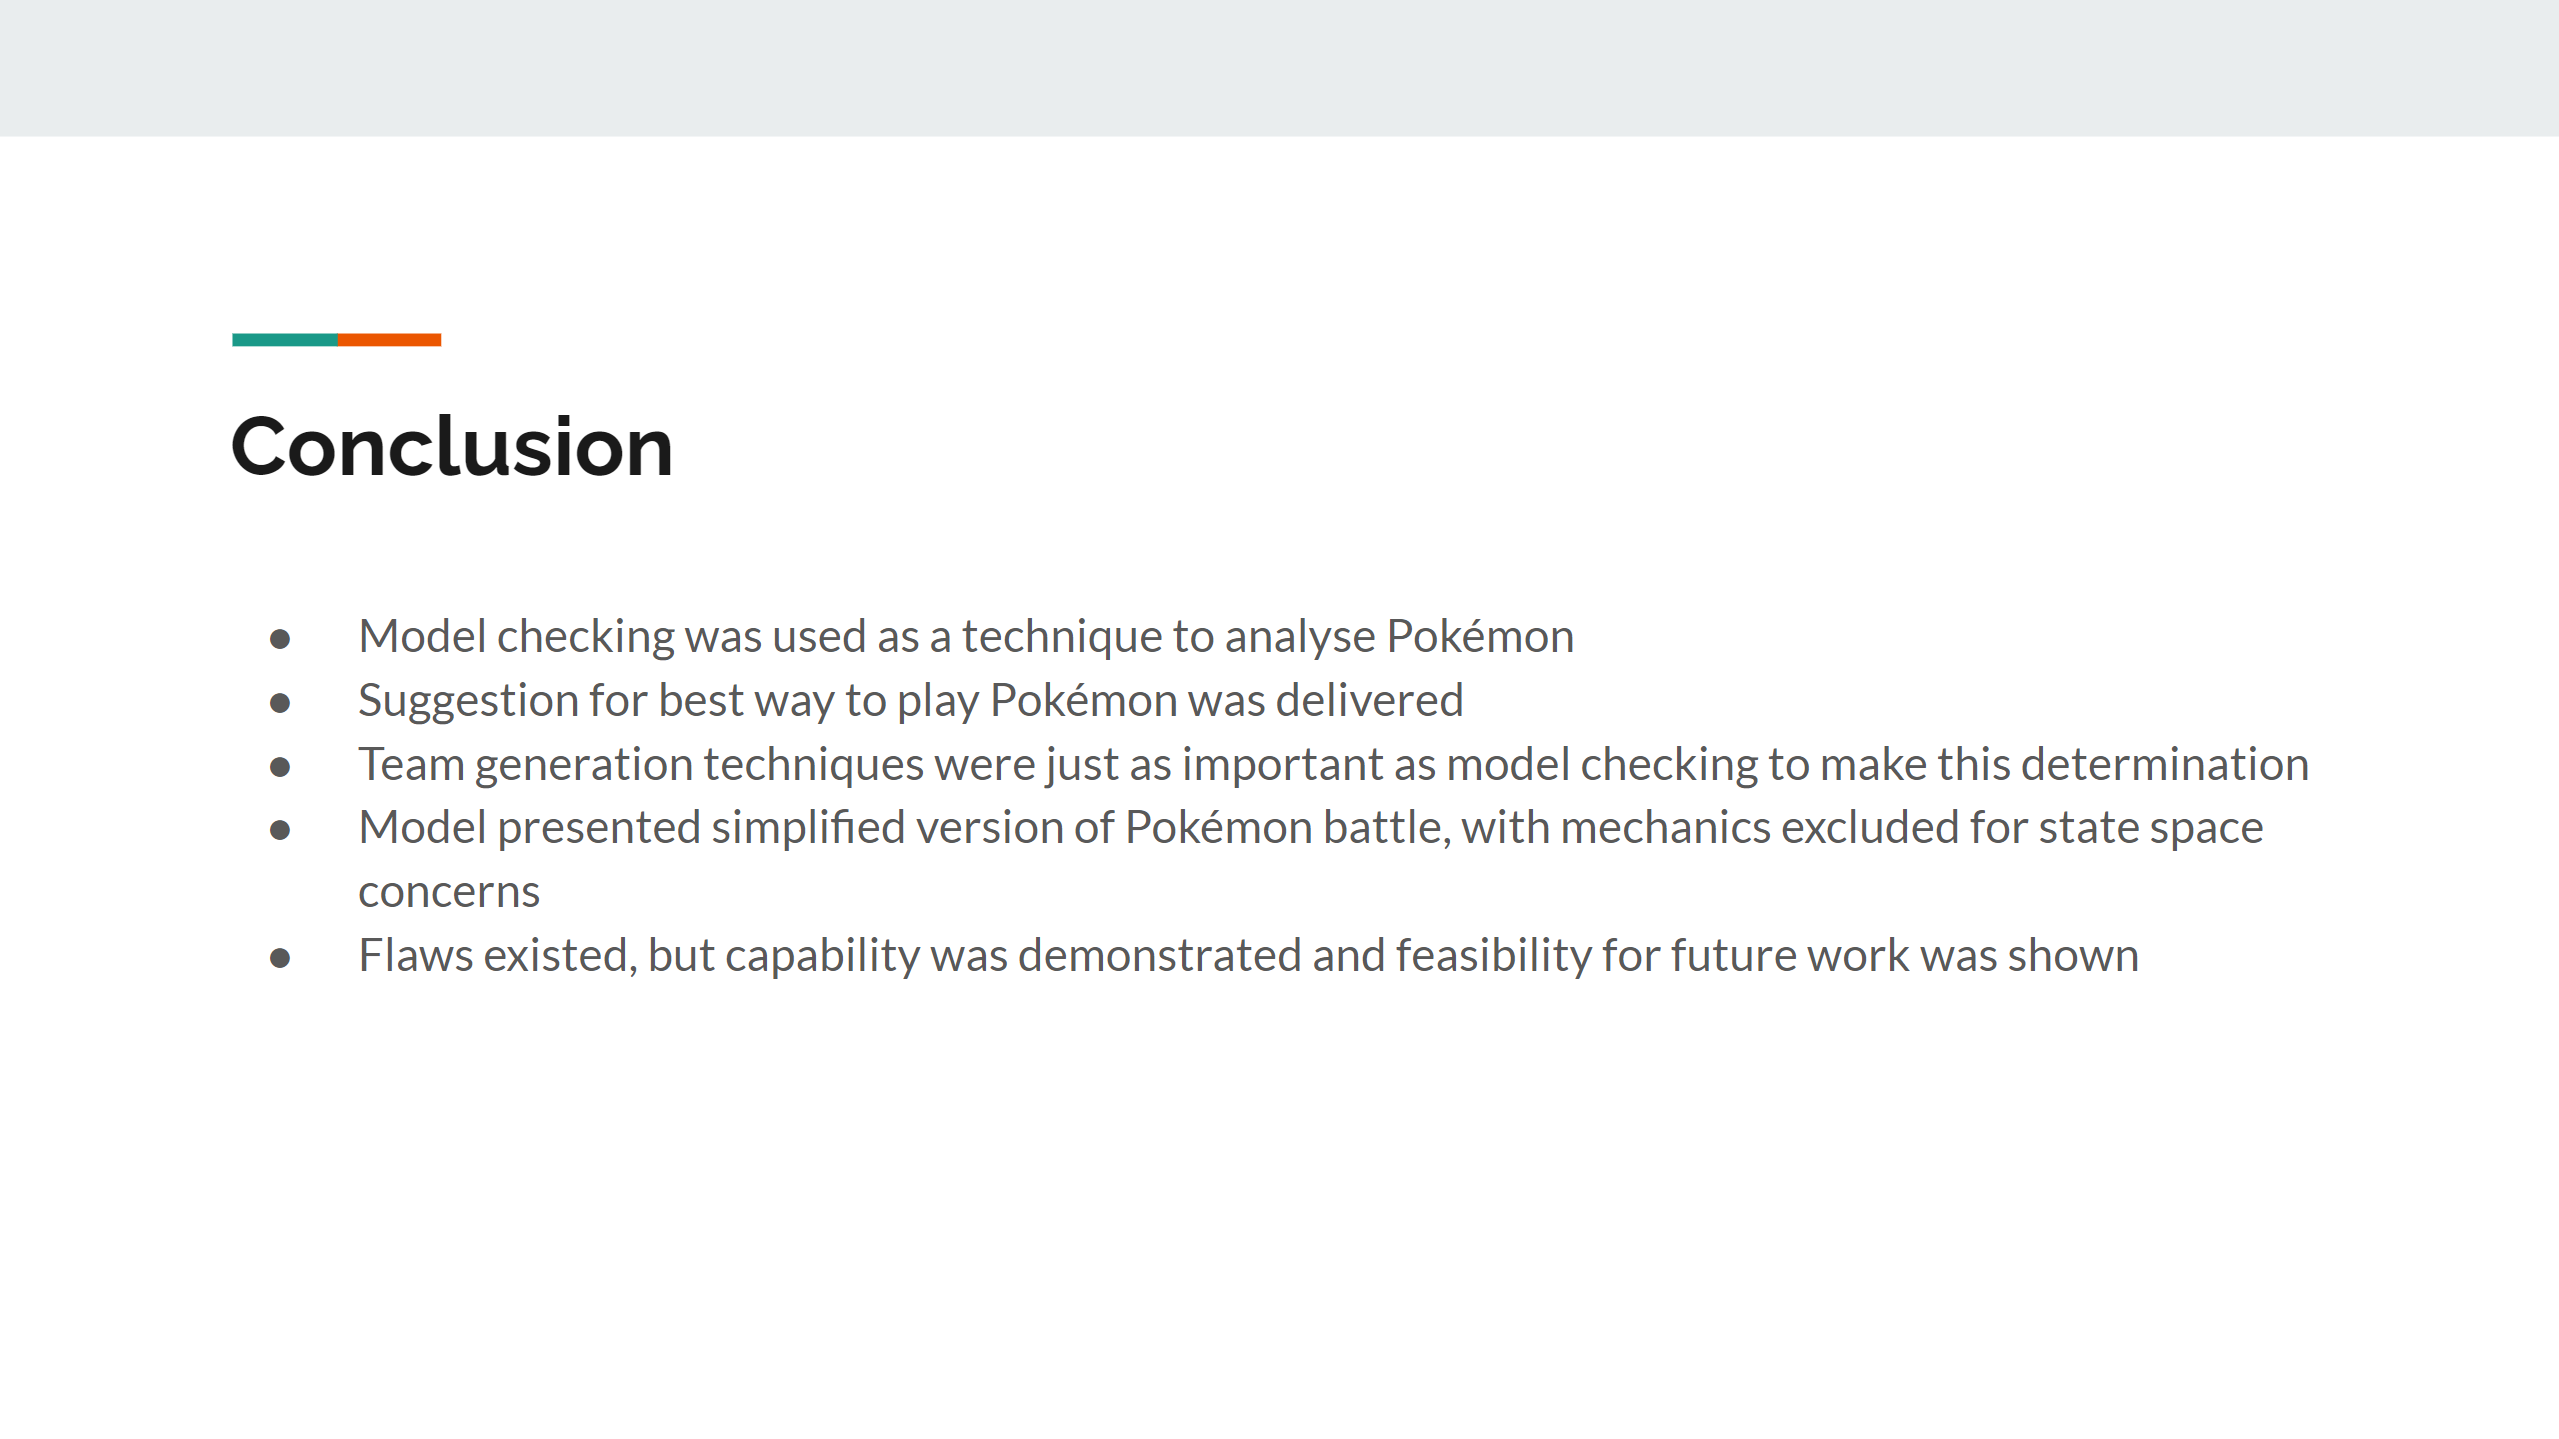 Conclusion
● Model checking was used as a technique to analyse Pokémon
● Suggestion for best way to play Pokémon was delivered
● Team generation techniques were just as important as model checking to make this determination
● Model presented simplified version of Pokémon battle, with mechanics excluded for state space
concerns
● Flaws existed, but capability was demonstrated and feasibility for future work was shown